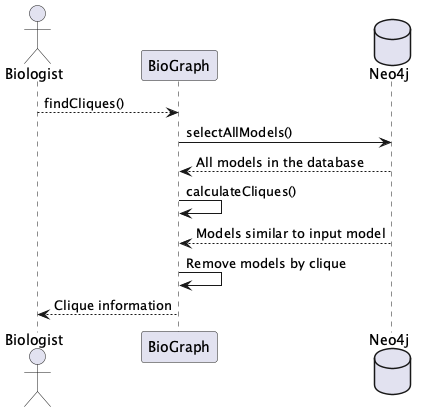 Biologist
BioGraph
Neo4j
findCliques()
selectAllModels()
All models in the database
calculateCliques()
Models similar to input model
Remove models by clique
Clique information
Biologist
BioGraph
Neo4j